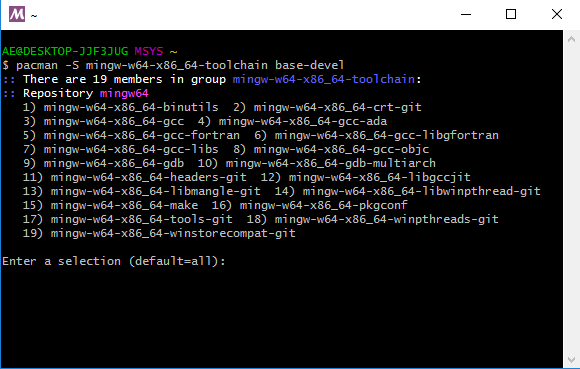 ~
AE@DESKTOP-JJF3JUG MSYS ~
$ pacman -S mingw-w64-x86_64-toolchain base-devel
:: There are 19 members in group mingw-w64-x86_64-toolchain:
:: Repository mingw64
1) mingw-w64-x86_64-binutils 2) mingw-w64-x86_64-crt-git
3) mingw-w64-x86_64-gcc 4) mingw-w64-x86_64-gcc-ada
5) mingw-w64-x86_64-gcc-fortran 6) mingw-w64-x86_64-gcc-libgfortran
7) mingw-w64-x86_64-gcc-libs 8) mingw-w64-x86_64-gcc-objc
9) mingw-w64-x86_64-gdb 10) mingw-w64-x86_64-gdb-multiarch
11) mingw-w64-x86_64-headers-git 12) mingw-w64-x86_64-libgccjit
13) mingw-w64-x86_64-libmangle-git 14) mingw-w64-x86_64-libwinpthread-git
15) mingw-w64-x86_64-make 16) mingw-w64-x86_64-pkgconf
17) mingw-w64-x86_64-tools-git 18) mingw-w64-x86_64-winpthreads-git
19) mingw-w64-x86_64-winstorecompat-git
Enter a selection (default=all):